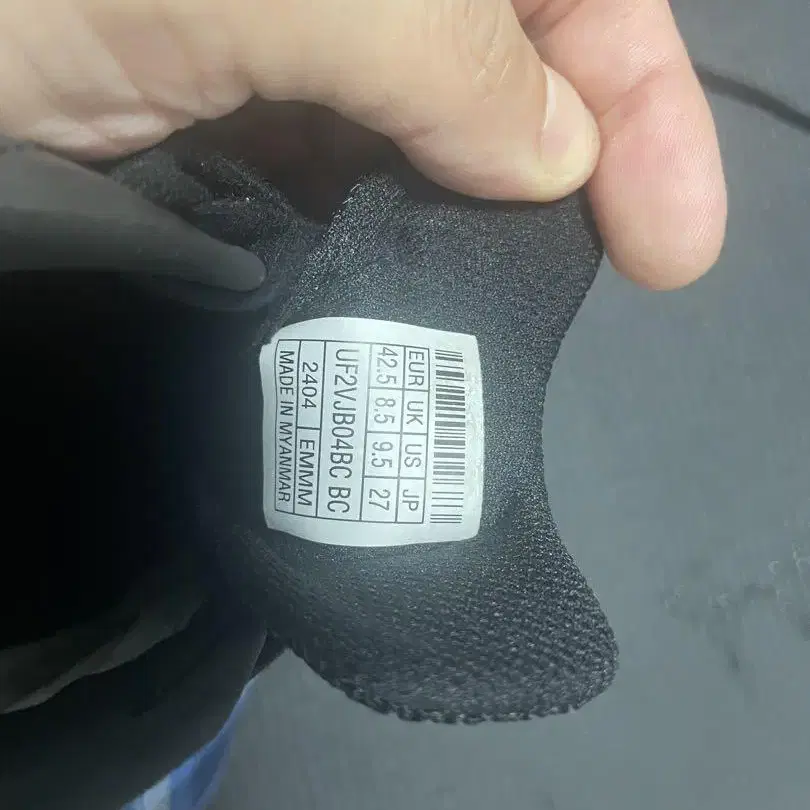 EUR UK US JP
42.5 8.5 9.5 27
UF2VJB04BC BC
2404 EMMM
MADE IN MYANMAR